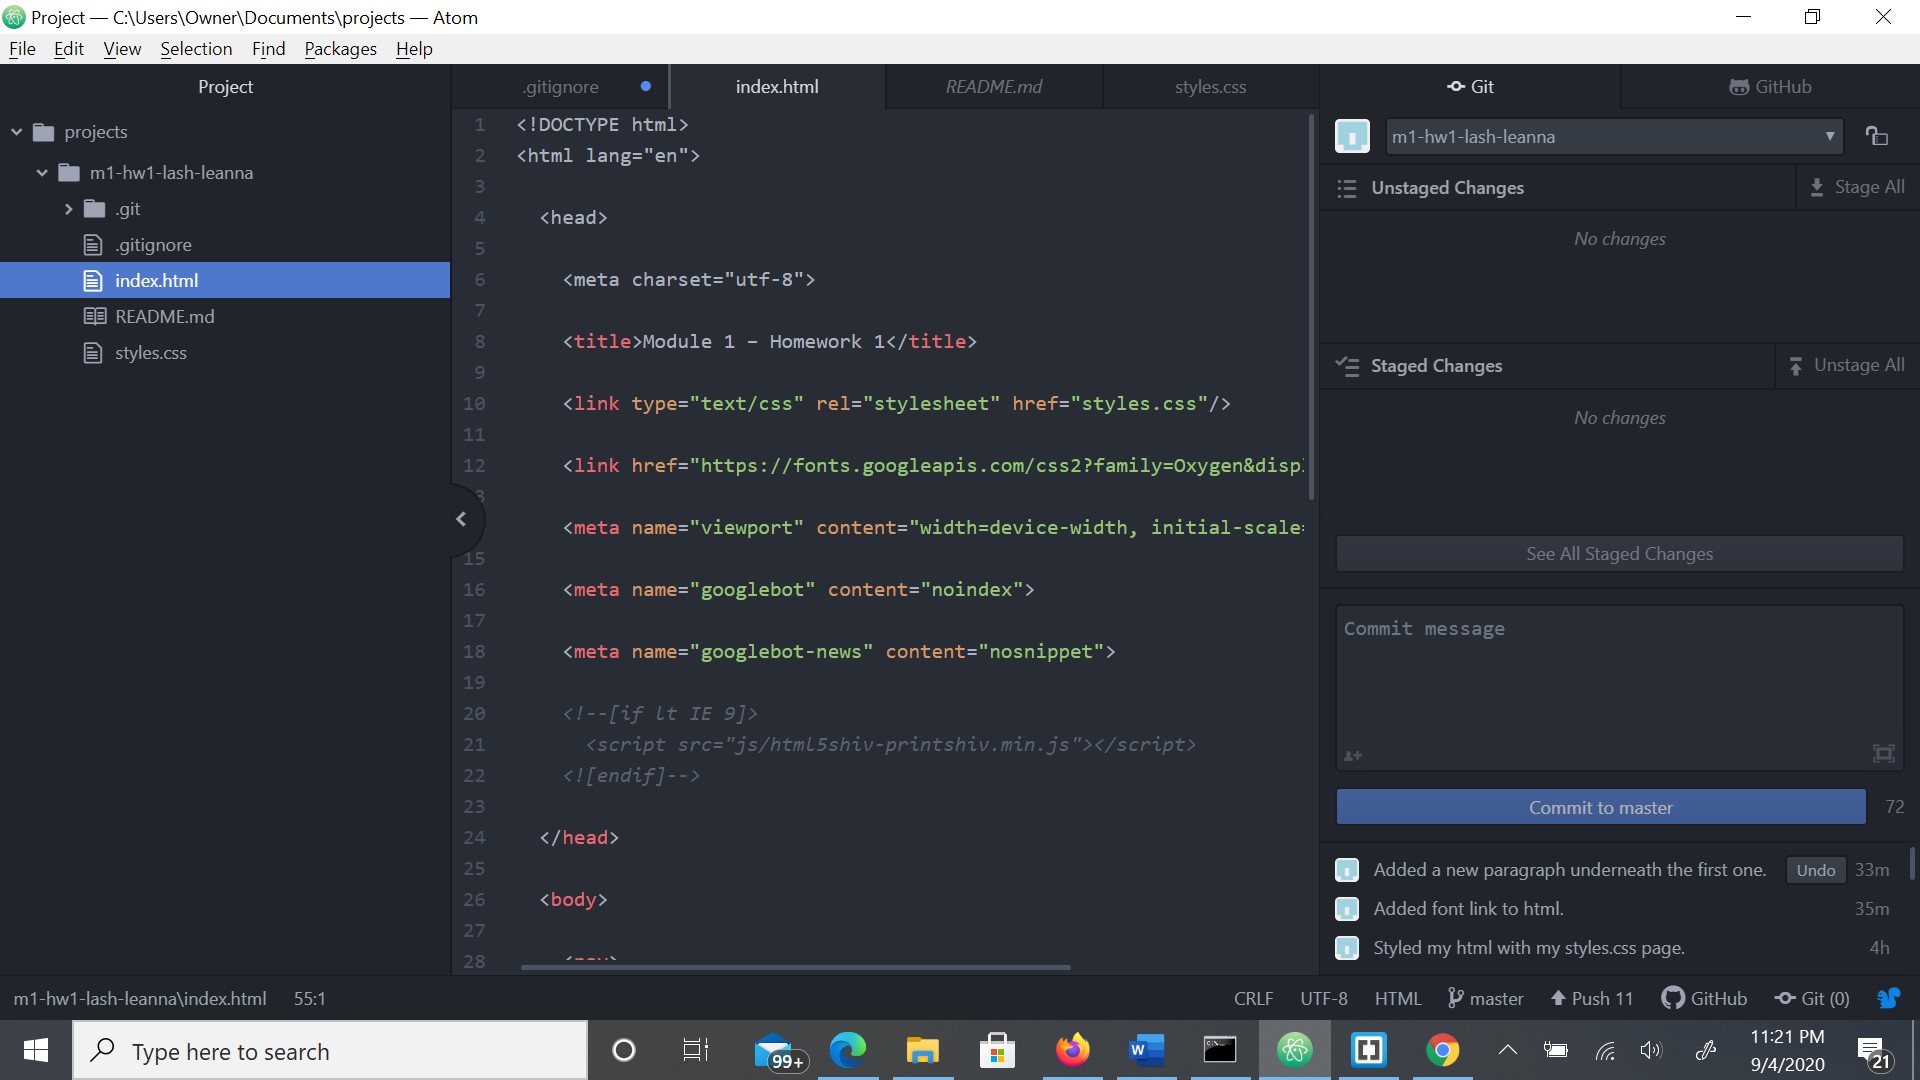 Project — C:\Users\Owner\Documents\projects — Atom
File Edit View Selection Find Packages Help
Project
projects
m1-hw1-lash-leanna
.git
.gitignore
index.html
README.md
styles.css
.gitignore index.html README.md styles.css
1 <!DOCTYPE html>
2 <html lang="en">
3
4 <head>
5
6 <meta charset="utf-8">
7
8 <title>Module 1 – Homework 1</title>
9
10 <link type="text/css" rel="stylesheet" href="styles.css"/>
11
12 <link href="https://fonts.googleapis.com/css2?family=Oxygen&disp
3
<meta name="viewport" content="width=device-width, initial-scale=
15
16 <meta name="googlebot" content="noindex">
17
18 <meta name="googlebot-news" content="nosnippet">
19
20 <!--[if lt IE 9]>
21 <script src="js/html5shiv-printshiv.min.js"></script>
22 <![endif]-->
23
24 </head>
25
26 <body>
27
28 <nav>
Git GitHub
m1-hw1-lash-leanna
Unstaged Changes Stage All
No changes
Staged Changes Unstage All
No changes
See All Staged Changes
Commit message
Commit to master 72
Added a new paragraph underneath the first one. Undo 33m
Added font link to html. 35m
Styled my html with my styles.css page. 4h
m1-hw1-lash-leanna\index.html 55:1 CRLF UTF-8 HTML master Push 11 GitHub Git (0)
Type here to search
99+
W
11:21 PM
9/4/2020
21